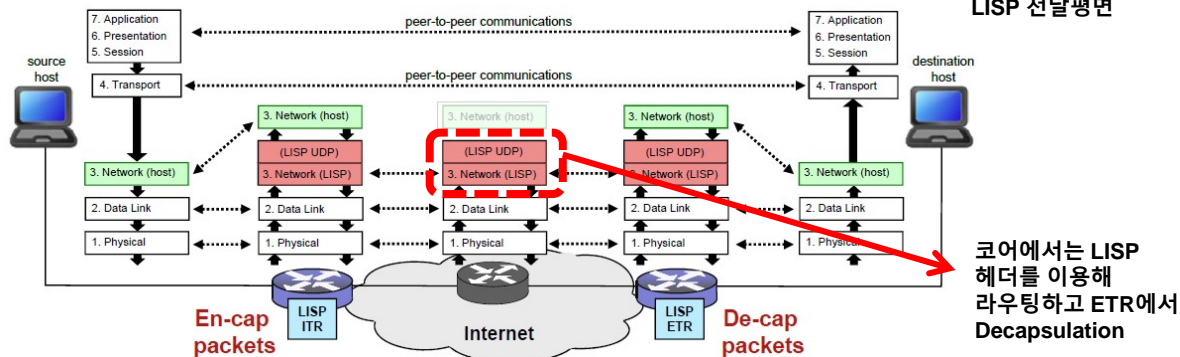 LISP 전달평면
7. Application
6. Presentation
5. Session
peer-to-peer communications
7. Application
6. Presentation
5. Session
source
host
destination
host
4. Transport
peer-to-peer communications
4. Transport
3. Network (host)
3. Network (host)
3. Network (host)
(LISP UDP)
(LISP UDP)
(LISP UDP)
3. Network (host)
3. Network (LISP)
3. Network (LISP)
3. Network (LISP)
3. Network (host)
2. Data Link
2. Data Link
2. Data Link
2. Data Link
2. Data Link
1. Physical
1. Physical
1. Physical
1. Physical
1. Physical
코어에서는 LISP
헤더를 이용해
라우팅하고 ETR에서
Decapsulation
En-cap
packets
LISP
ITR
Internet
LISP
ETR
De-cap
packets